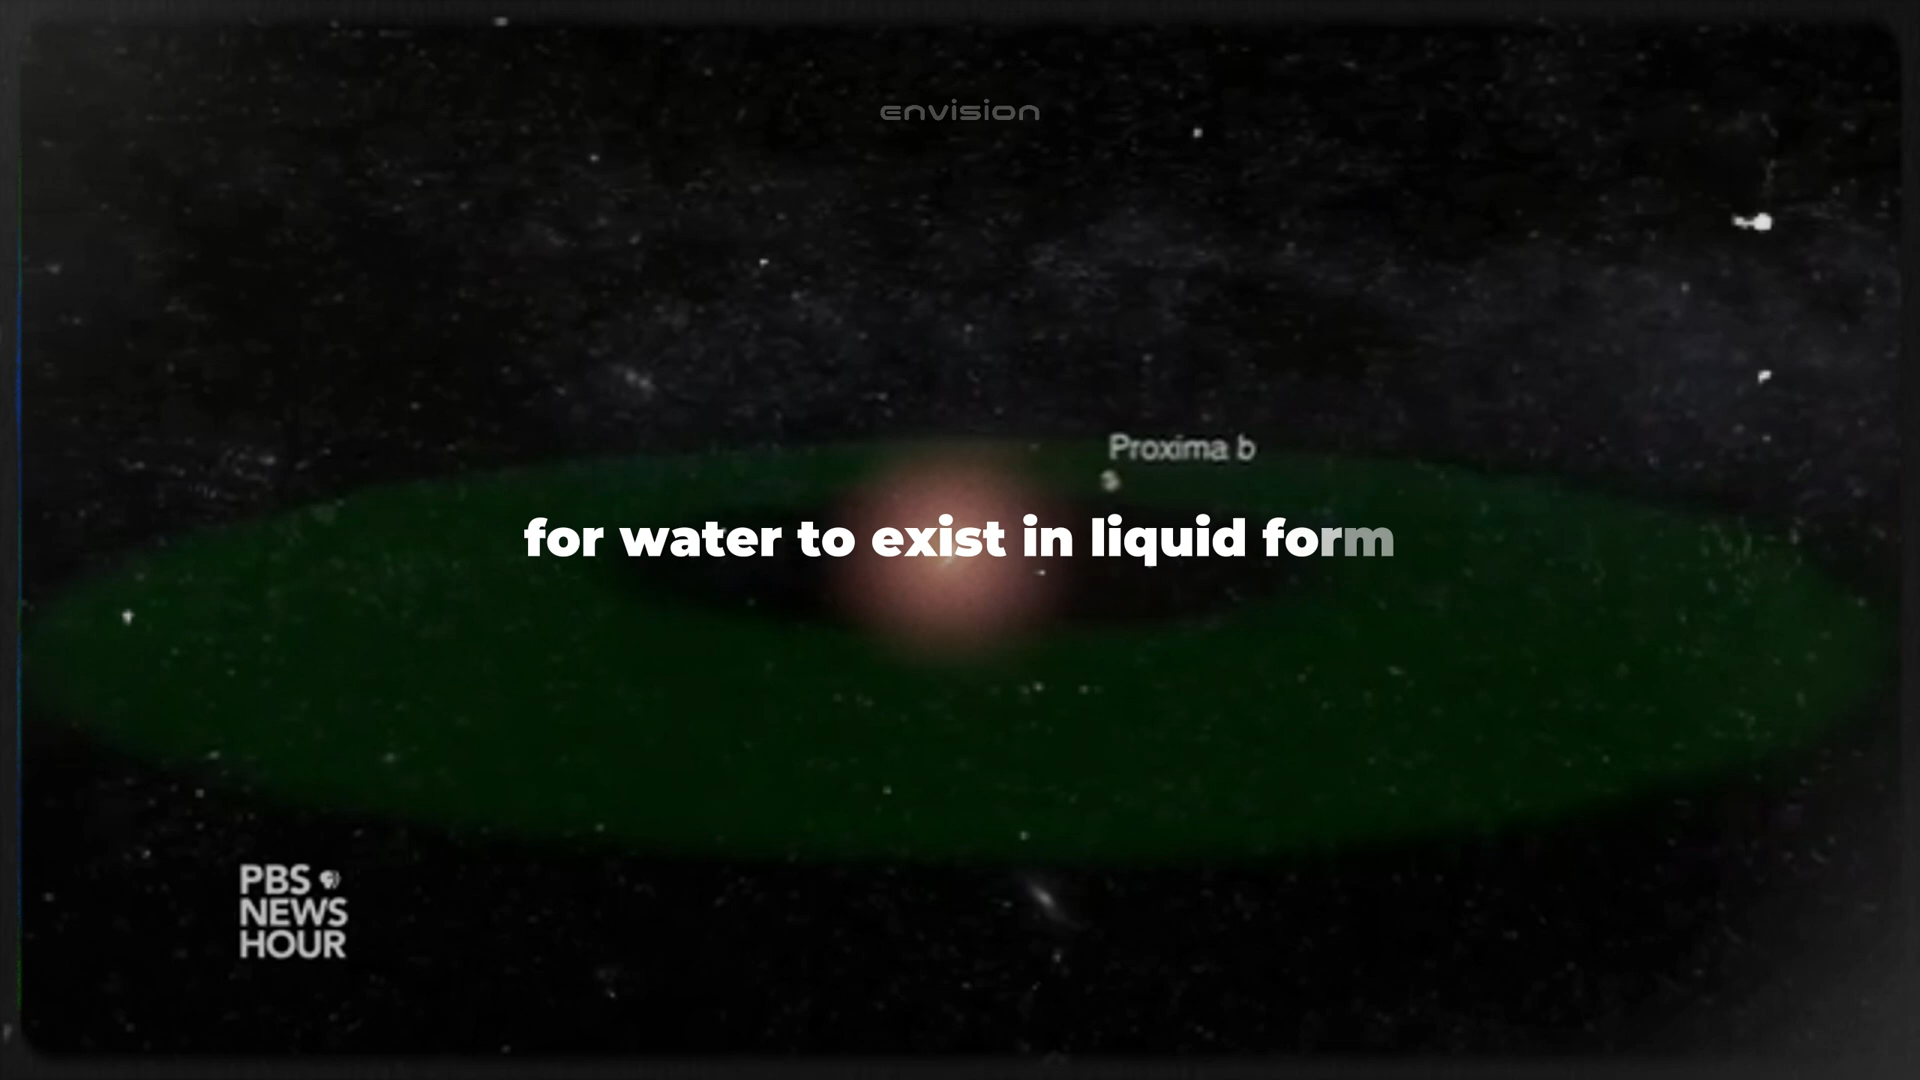 envision
Proxima b
for water to exist in liquid form
PBS
NEWS
HOUR